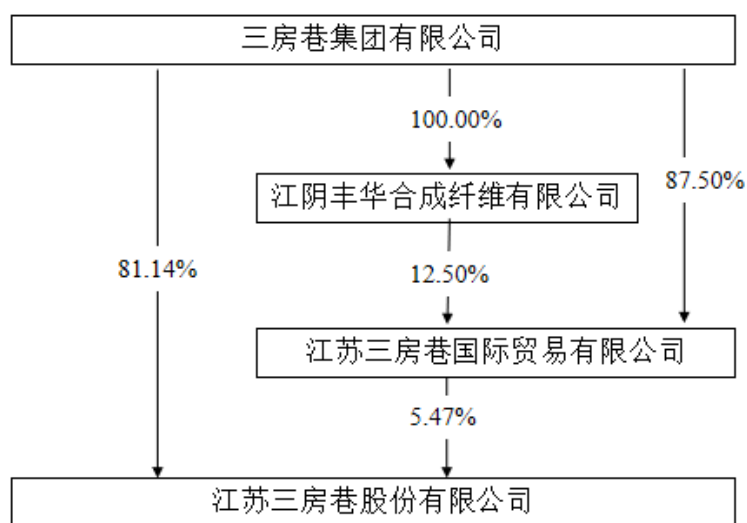 三房巷集团有限公司
100.00%
江阴丰华合成纤维有限公司
87.50%
81.14%
12.50%
江苏三房巷国际贸易有限公司
5.47%
江苏三房巷股份有限公司